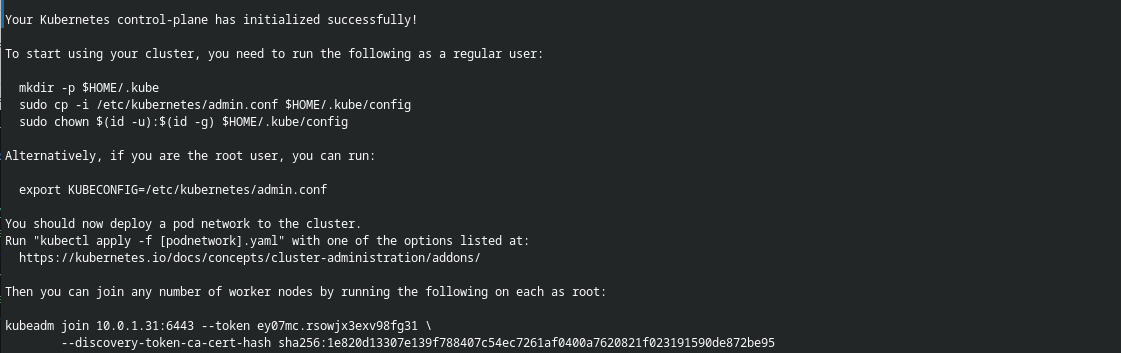 Your Kubernetes control-plane has initialized successfully!
To start using your cluster, you need to run the following as a regular user:
mkdir -p $HOME/.kube
sudo cp -i /etc/kubernetes/admin.conf $HOME/.kube/config
sudo chown $(id -u):$(id -g) $HOME/.kube/config
Alternatively, if you are the root user, you can run:
export KUBECONFIG=/etc/kubernetes/admin.conf
You should now deploy a pod network to the cluster.
Run "kubectl apply -f [podnetwork].yaml" with one of the options listed at:
https://kubernetes.io/docs/concepts/cluster-administration/addons/
Then you can join any number of worker nodes by running the following on each as root:
kubeadm join 10.0.1.31:6443 --token ey07mc.rsowjx3exv98fg31 \
--discovery-token-ca-cert-hash sha256:1e820d13307e139f788407c54ec7261af0400a7620821f023191590de872be95